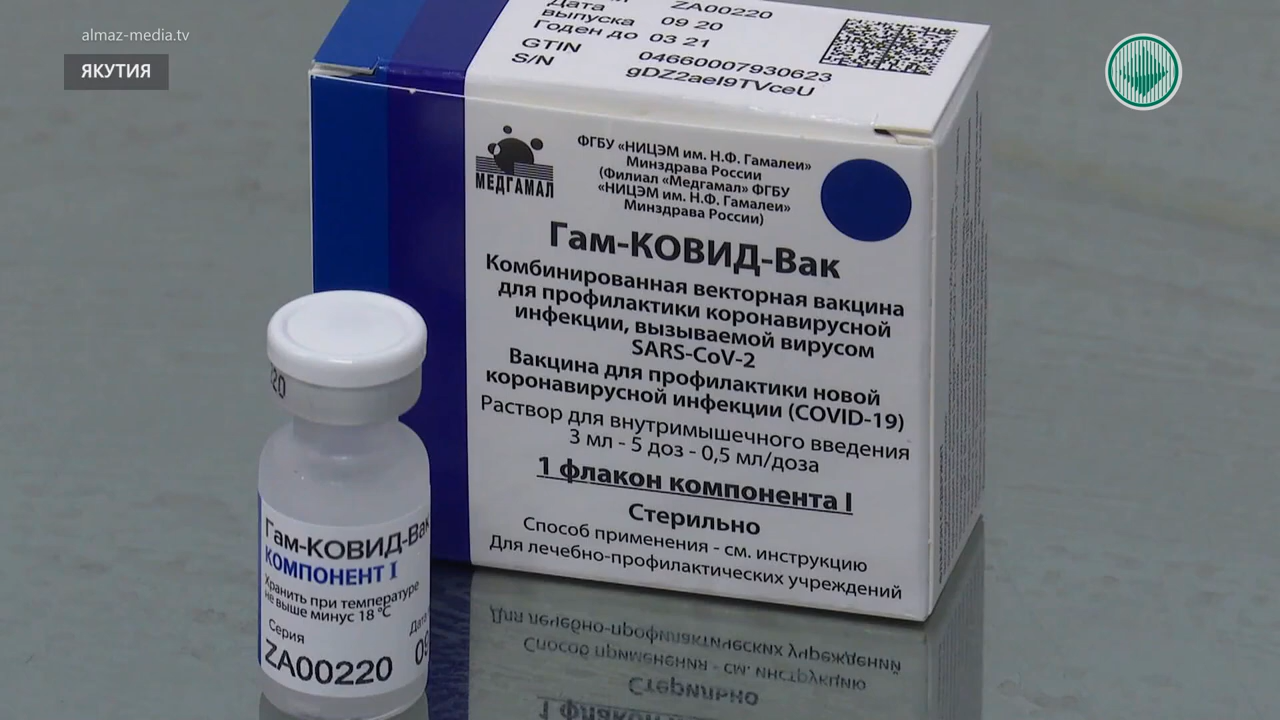 almaz-media.tv
ЯКУТИЯ
ZA00220
Дата
выпуска 09 20
Годен до 03 21
GTIN 04660007930623
S/N gDZ2aeI9TVceU
МЕДГАМАЛ
ФГБУ «НИЦЭМ им. Н.Ф. Гамалеи»
Минздрава России
(Филиал «Медгамал» ФГБУ
«НИЦЭМ им. Н.Ф. Гамалеи»
Минздрава России)
Гам-КОВИД-Вак
Комбинированная векторная вакцина
для профилактики коронавирусной
инфекции, вызываемой вирусом
SARS-CoV-2
Вакцина для профилактики новой
коронавирусной инфекции (COVID-19)
Раствор для внутримышечного введения
3 мл - 5 доз - 0,5 мл/доза
1 флакон компонента I
Стерильно
Способ применения - см. инструкцию
Для лечебно-профилактических учреждений
220
Гам-КОВИД-Вак
КОМПОНЕНТ I
Хранить при температуре
не выше минус 18 °C
Серия Дата
ZA00220 09